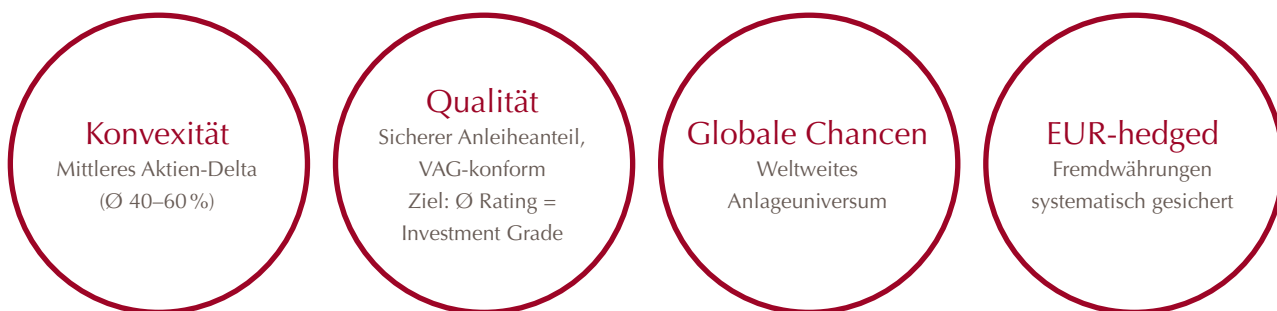 Konvexität
Mittleres Aktien-Delta
(Ø 40–60 %)
Qualität
Sicherer Anleiheanteil,
VAG-konform
Ziel: Ø Rating =
Investment Grade
Globale Chancen
Weltweites
Anlageuniversum
EUR-hedged
Fremdwährungen
systematisch gesichert